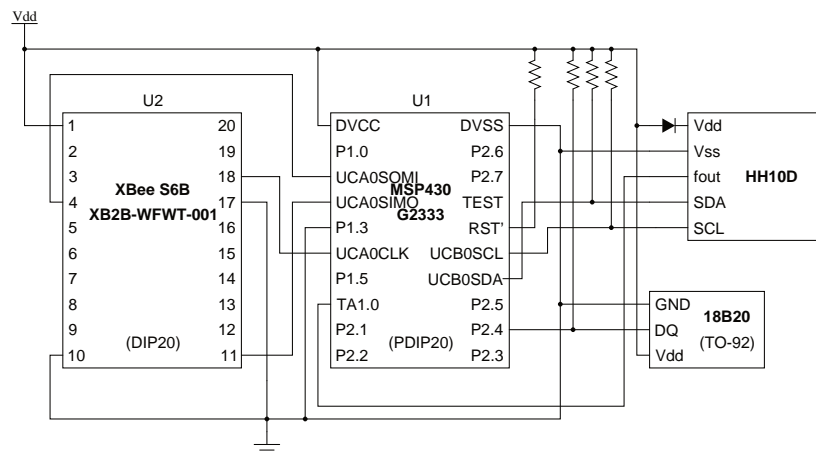 Vdd
U2
U1
1 20
2 19
3 18
4 17
5 16
6 15
7 14
8 13
9 12
10 11
XBee S6B
XB2B-WFWT-001
(DIP20)
DVCC DVSS
P1.0 P2.6
UCA0SOMI P2.7
UCA0SIMO TEST
P1.3 RST'
UCA0CLK UCB0SCL
P1.5 UCB0SDA
TA1.0 P2.5
P2.1 P2.4
P2.2 P2.3
MSP430
G2333
(PDIP20)
Vdd
Vss
fout
SDA
SCL
HH10D
GND
DQ
Vdd
18B20
(TO-92)